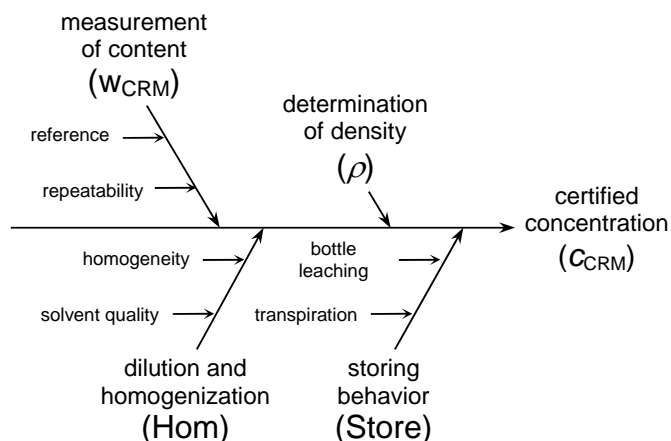 measurement
of content
(wCRM)
reference
repeatability
determination
of density
(ρ)
certified
concentration
(cCRM)
homogeneity
solvent quality
dilution and
homogenization
(Hom)
bottle
leaching
transpiration
storing
behavior
(Store)